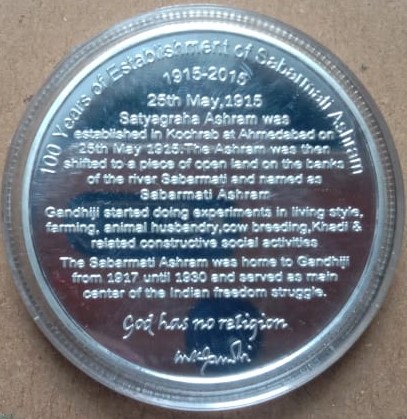 100 Years of Establishment of Sabarmati Ashram
1915-2015
25th May,1915
Satyagraha Ashram was
established in Kochrab at Ahmedabad on
25th May 1915.The Ashram was then
shifted to a piece of open land on the banks
of the river Sabarmati and named as
Sabarmati Ashram
Gandhiji started doing experiments in living style,
farming, animal husbandry,cow breeding,Khadi &
related constructive social activities
The Sabarmati Ashram was home to Gandhiji
from 1917 until 1930 and served as main
center of the Indian freedom struggle.
God has no religion
MKGandhi